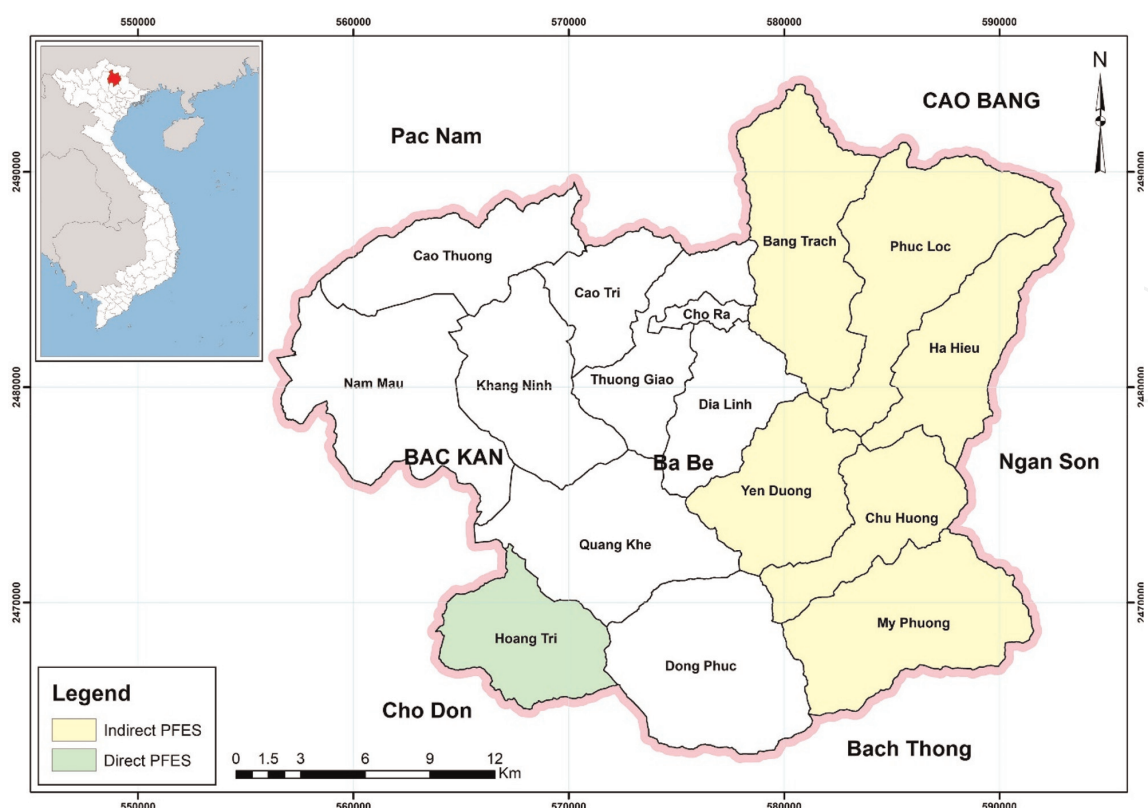 550000 560000 570000 580000 590000
N
CAO BANG
Pac Nam
2490000 2490000
Bang Trach
Phuc Loc
Cao Thuong
Cao Tri
Cho Ra
Ha Hieu
Nam Mau
Khang Ninh
Thuong Giao
2480000 2480000
Dia Linh
BAC KAN
Ba Be
Ngan Son
Yen Duong
Chu Huong
Quang Khe
2470000 2470000
My Phuong
Hoang Tri
Dong Phuc
Cho Don
Bach Thong
Legend
Indirect PFES
Direct PFES
0 1.5 3 6 9 12
Km
550000 560000 570000 580000 590000